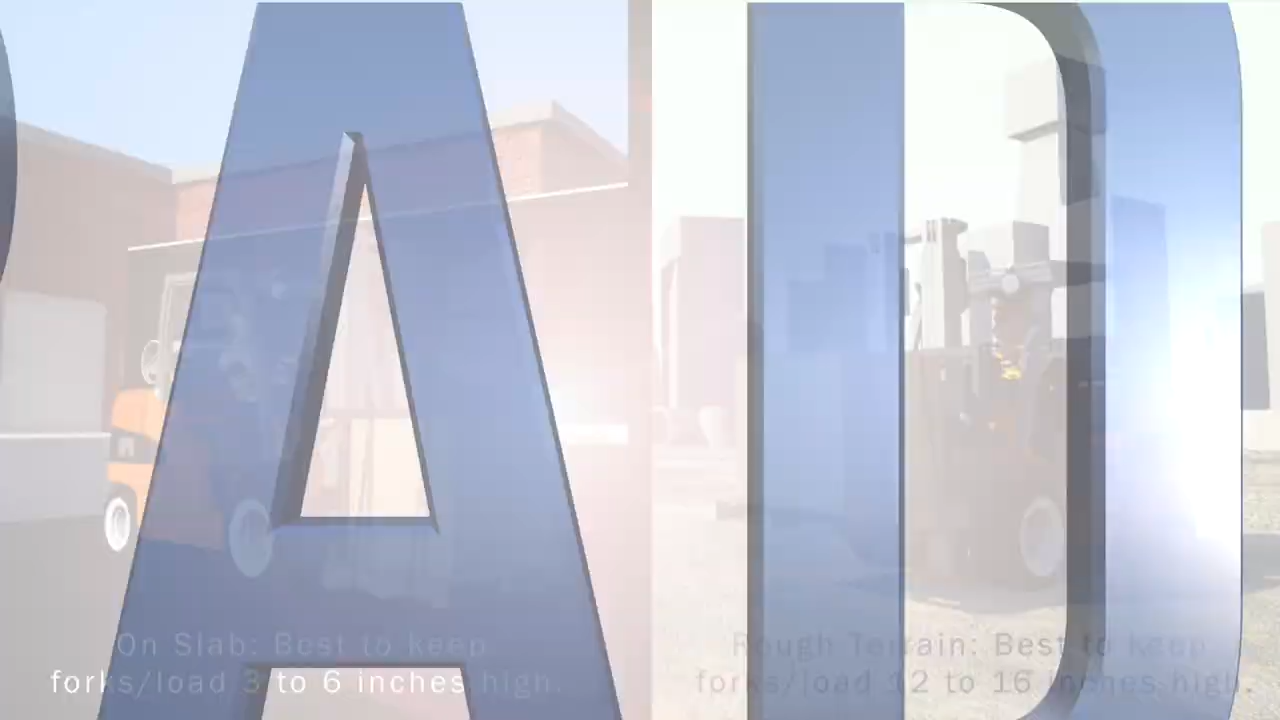 AD
On Slab: Best to keep
forks/load 3 to 6 inches high.
Rough Terrain: Best to keep
forks/load 12 to 16 inches high.